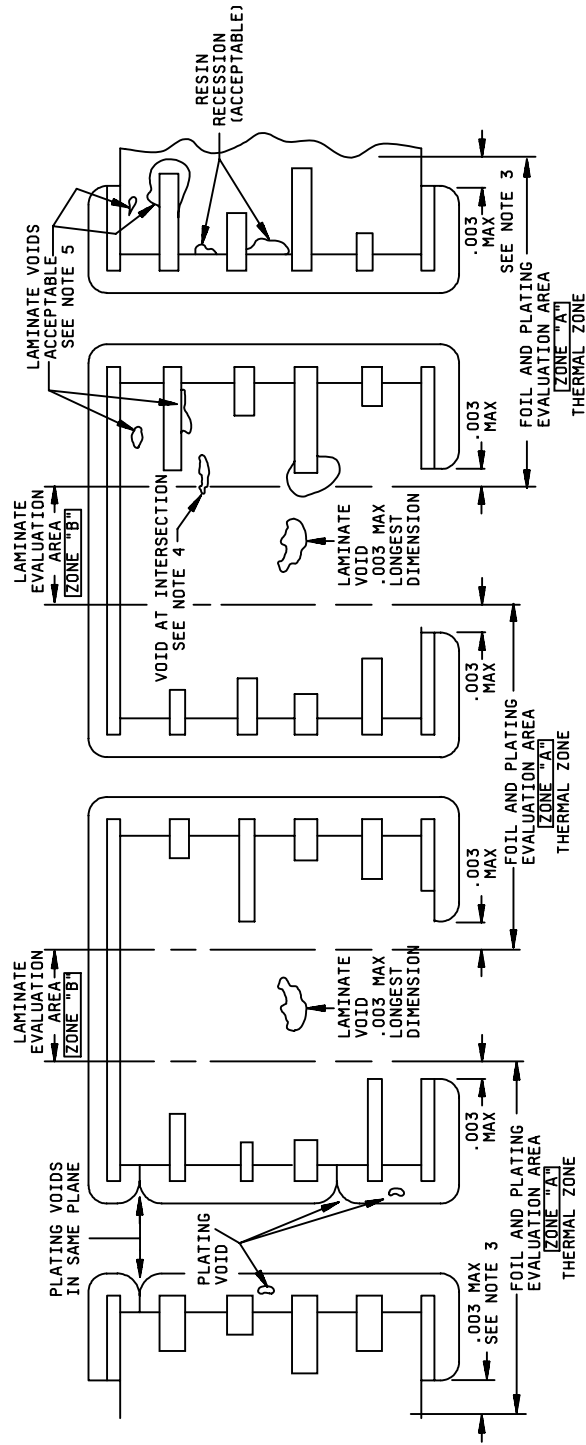 PLATING VOIDS
IN SAME PLANE
LAMINATE
EVALUATION
AREA
ZONE "B"
LAMINATE
EVALUATION
AREA
ZONE "B"
LAMINATE VOIDS
ACCEPTABLE
SEE NOTE 5
RESIN
RECESSION
(ACCEPTABLE)
PLATING
VOID
VOID AT INTERSECTION
SEE NOTE 4
LAMINATE
VOID
.003 MAX
LONGEST
DIMENSION
LAMINATE
VOID
.003 MAX
LONGEST
DIMENSION
.003 MAX
SEE NOTE 3
.003
MAX
.003
MAX
.003
MAX
.003
MAX
.003
MAX
SEE NOTE 3
FOIL AND PLATING
EVALUATION AREA
ZONE "A"
THERMAL ZONE
FOIL AND PLATING
EVALUATION AREA
ZONE "A"
THERMAL ZONE
FOIL AND PLATING
EVALUATION AREA
ZONE "A"
THERMAL ZONE